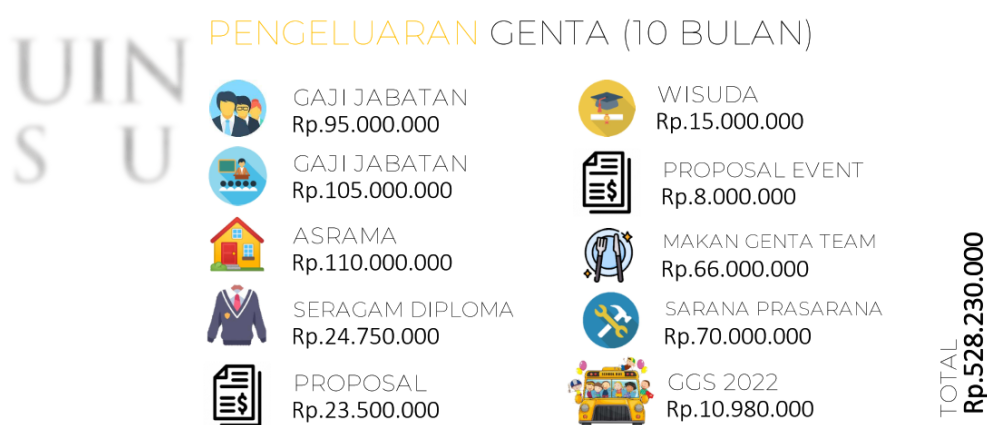 UIN
SU
PENGELUARAN GENTA (10 BULAN)
GAJI JABATAN
Rp.95.000.000
GAJI JABATAN
Rp.105.000.000
ASRAMA
Rp.110.000.000
SERAGAM DIPLOMA
Rp.24.750.000
PROPOSAL
Rp.23.500.000
WISUDA
Rp.15.000.000
PROPOSAL EVENT
Rp.8.000.000
MAKAN GENTA TEAM
Rp.66.000.000
SARANA PRASARANA
Rp.70.000.000
GGS 2022
Rp.10.980.000
TOTAL
Rp.528.230.000